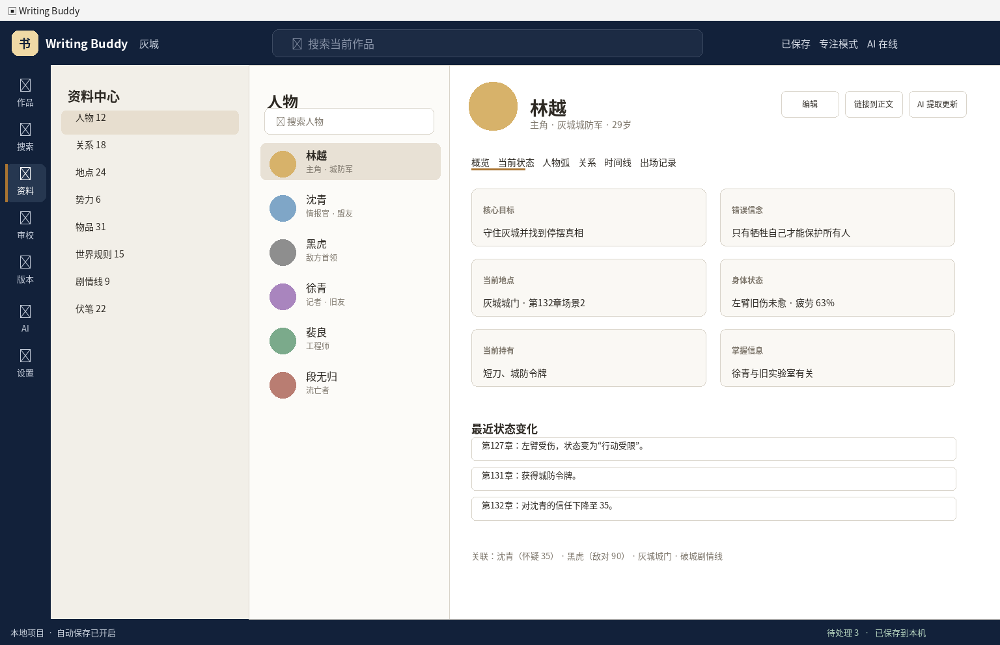 Writing Buddy
书 Writing Buddy 灰城
搜索当前作品
已保存 专注模式 AI 在线
作品
搜索
资料
审校
版本
AI
设置
资料中心
人物 12
关系 18
地点 24
势力 6
物品 31
世界规则 15
剧情线 9
伏笔 22
人物
搜索人物
林越
主角 · 城防军
沈青
情报官 · 盟友
黑虎
敌方首领
徐青
记者 · 旧友
裴良
工程师
段无归
流亡者
林越
主角 · 灰城城防军 · 29岁
编辑 链接到正文 AI 提取更新
概览 当前状态 人物弧 关系 时间线 出场记录
核心目标
守住灰城并找到停摆真相
错误信念
只有牺牲自己才能保护所有人
当前地点
灰城城门 · 第132章场景2
身体状态
左臂旧伤未愈 · 疲劳 63%
当前持有
短刀、城防令牌
掌握信息
徐青与旧实验室有关
最近状态变化
第127章：左臂受伤，状态变为“行动受限”。
第131章：获得城防令牌。
第132章：对沈青的信任下降至 35。
关联：沈青（怀疑 35） · 黑虎（敌对 90） · 灰城城门 · 破城剧情线
本地项目 · 自动保存已开启
待处理 3 · 已保存到本机